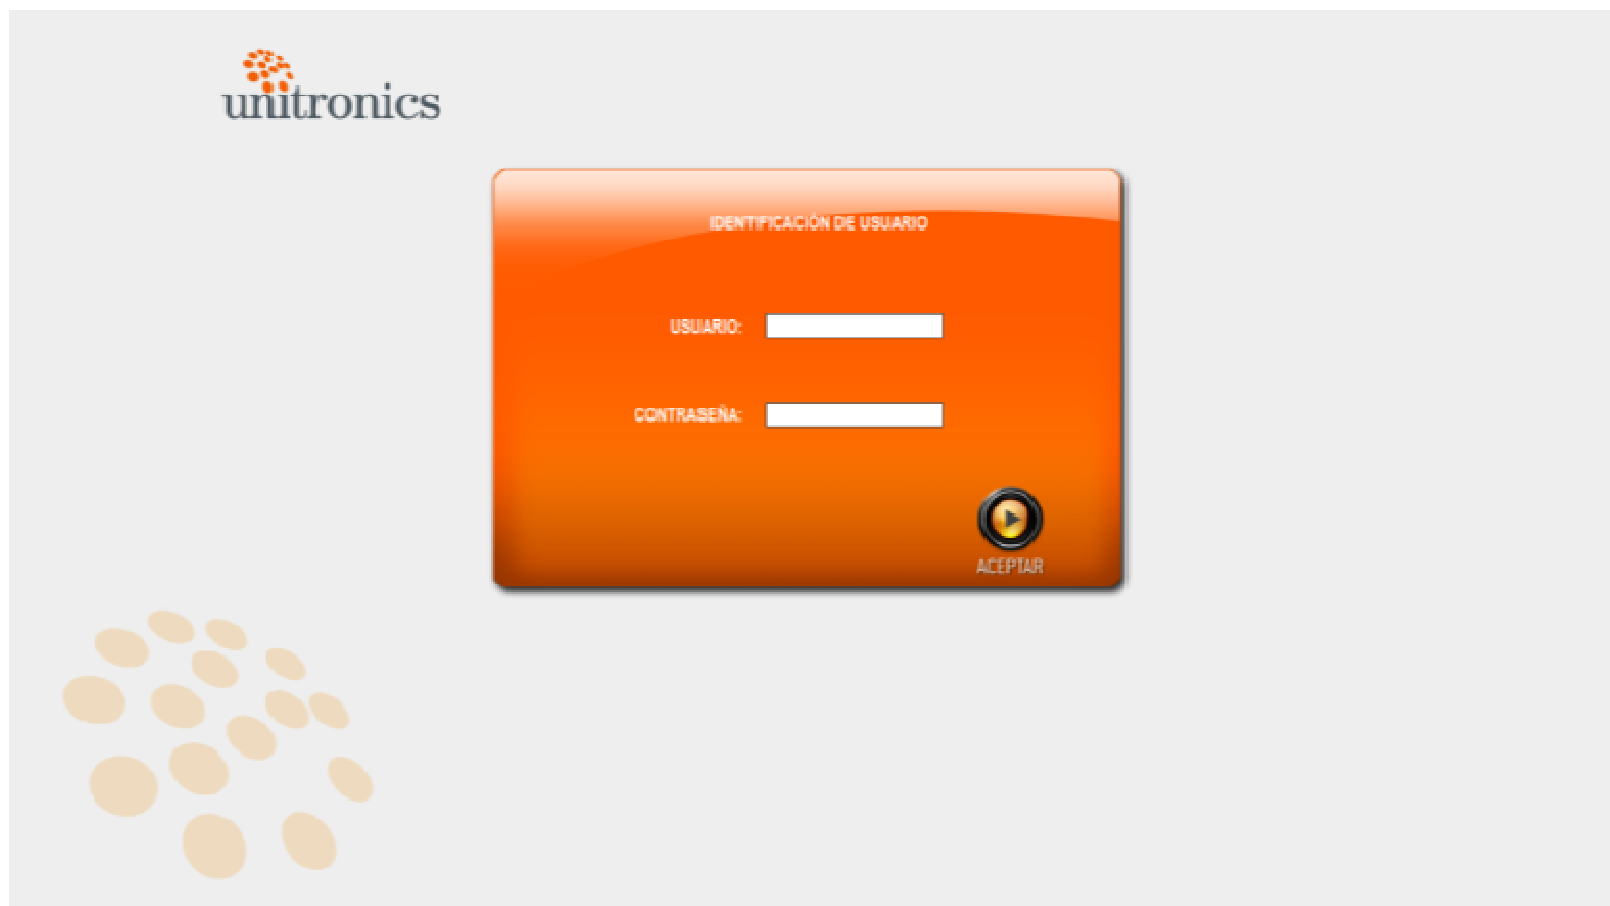 unitronics
IDENTIFICACIÓN DE USUARIO
USUARIO:
CONTRASEÑA:
ACEPTAR